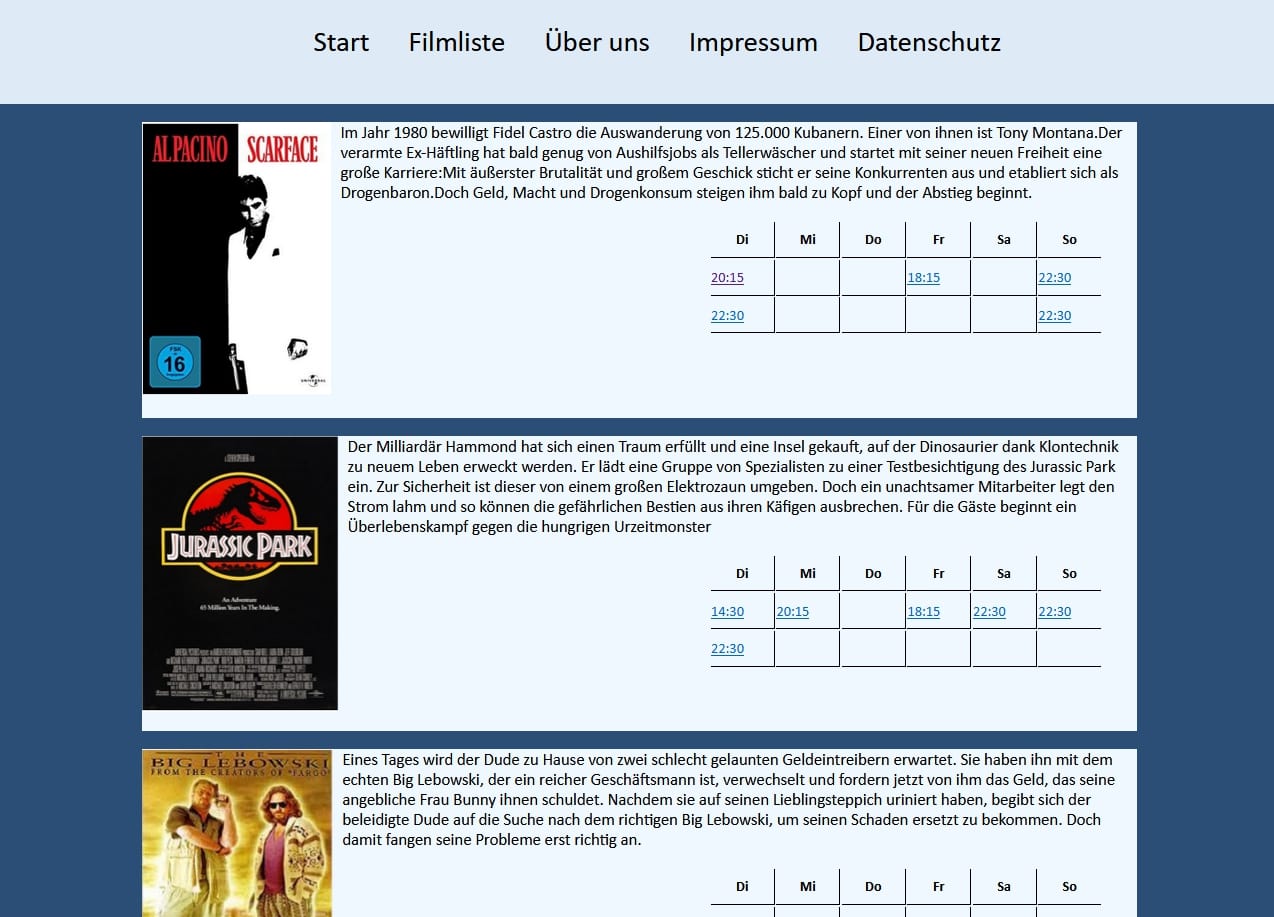 Start Filmliste Über uns Impressum Datenschutz
AL PACINO SCARFACE
FSK
16
UNIVERSAL
Im Jahr 1980 bewilligt Fidel Castro die Auswanderung von 125.000 Kubanern. Einer von ihnen ist Tony Montana.Der
verarmte Ex-Häftling hat bald genug von Aushilfsjobs als Tellerwäscher und startet mit seiner neuen Freiheit eine
große Karriere:Mit äußerster Brutalität und großem Geschick sticht er seine Konkurrenten aus und etabliert sich als
Drogenbaron.Doch Geld, Macht und Drogenkonsum steigen ihm bald zu Kopf und der Abstieg beginnt.
Di Mi Do Fr Sa So
20:15 18:15 22:30
22:30 22:30
JURASSIC PARK
An Adventure
65 Million Years In The Making.
Der Milliardär Hammond hat sich einen Traum erfüllt und eine Insel gekauft, auf der Dinosaurier dank Klontechnik
zu neuem Leben erweckt werden. Er lädt eine Gruppe von Spezialisten zu einer Testbesichtigung des Jurassic Park
ein. Zur Sicherheit ist dieser von einem großen Elektrozaun umgeben. Doch ein unachtsamer Mitarbeiter legt den
Strom lahm und so können die gefährlichen Bestien aus ihren Käfigen ausbrechen. Für die Gäste beginnt ein
Überlebenskampf gegen die hungrigen Urzeitmonster
Di Mi Do Fr Sa So
14:30 20:15 18:15 22:30 22:30
22:30
THE
BIG LEBOWSKI
FROM THE CREATORS OF "FARGO"
Eines Tages wird der Dude zu Hause von zwei schlecht gelaunten Geldeintreibern erwartet. Sie haben ihn mit dem
echten Big Lebowski, der ein reicher Geschäftsmann ist, verwechselt und fordern jetzt von ihm das Geld, das seine
angebliche Frau Bunny ihnen schuldet. Nachdem sie auf seinen Lieblingsteppich uriniert haben, begibt sich der
beleidigte Dude auf die Suche nach dem richtigen Big Lebowski, um seinen Schaden ersetzt zu bekommen. Doch
damit fangen seine Probleme erst richtig an.
Di Mi Do Fr Sa So